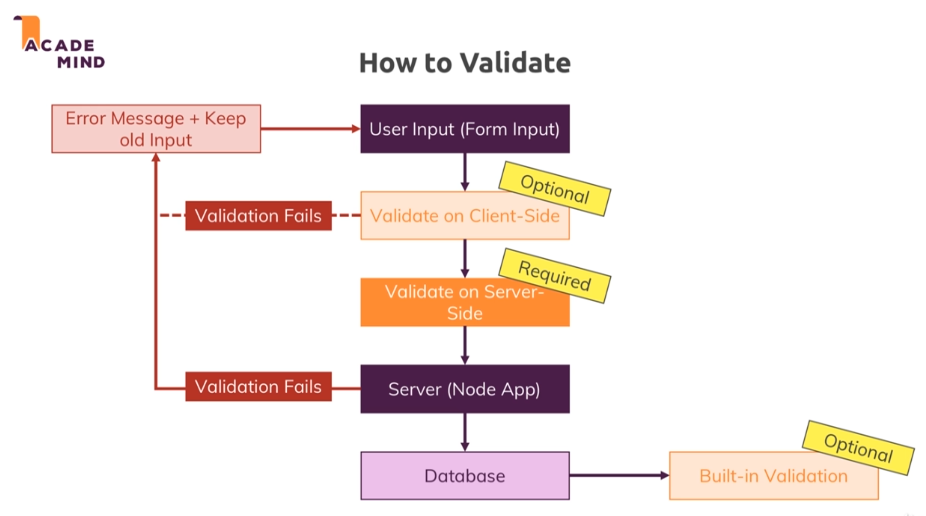 ACADE
MIND
How to Validate
Error Message + Keep
old Input
User Input (Form Input)
Optional
Validation Fails
Validate on Client-Side
Required
Validate on Server-
Side
Validation Fails
Server (Node App)
Optional
Database
Built-in Validation